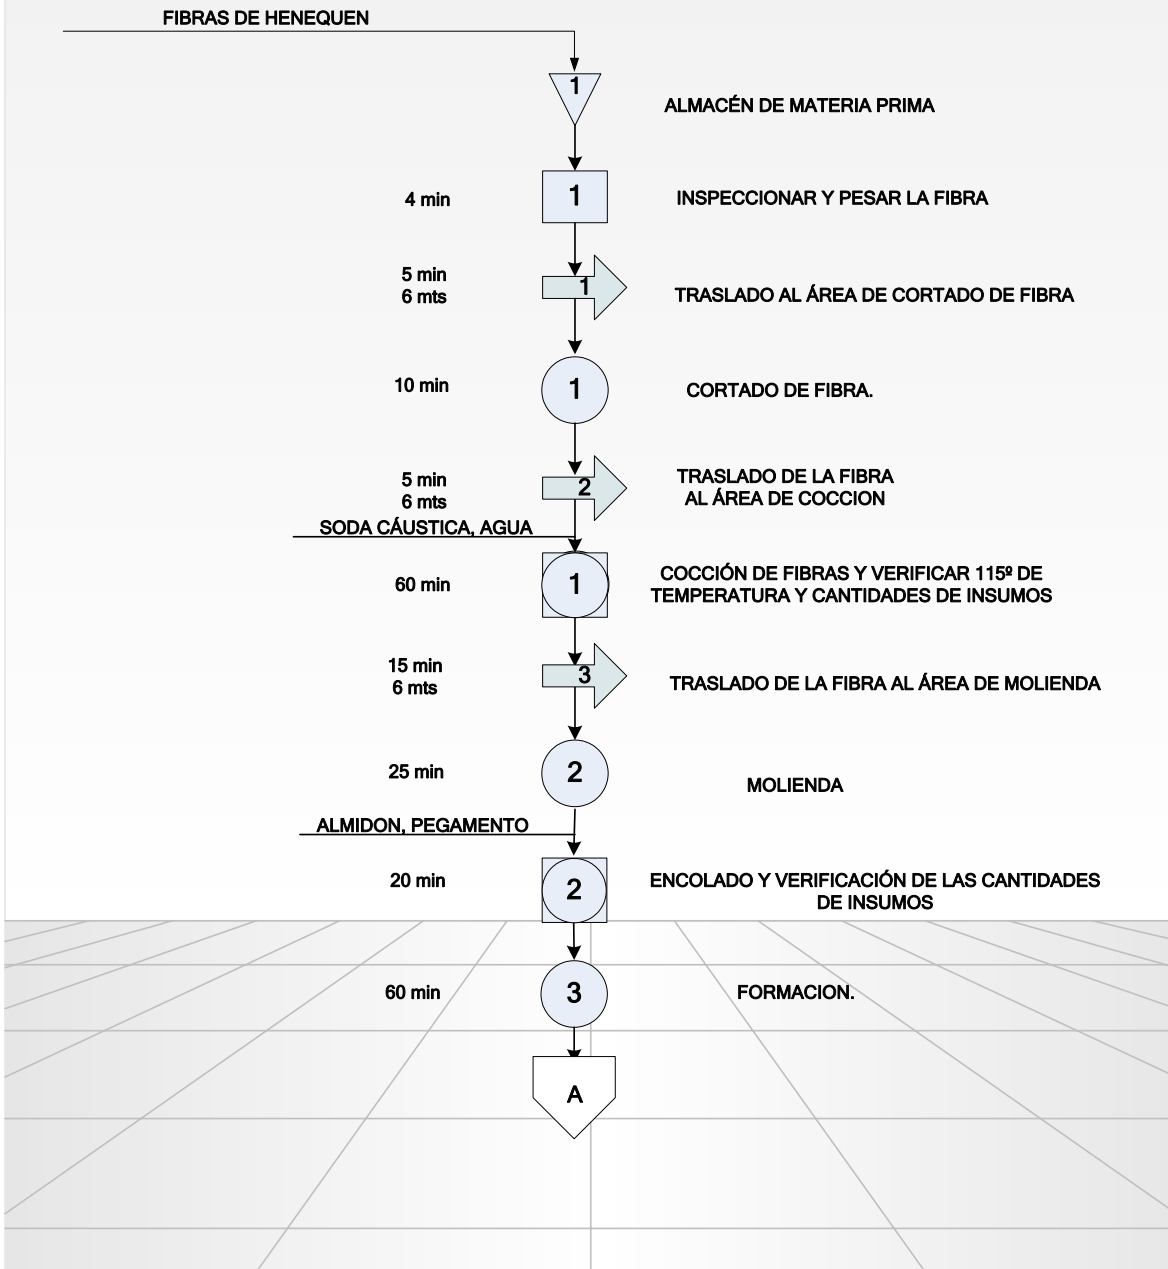 FIBRAS DE HENEQUEN
1
ALMACÉN DE MATERIA PRIMA
4 min
1
INSPECCIONAR Y PESAR LA FIBRA
5 min
6 mts
1
TRASLADO AL ÁREA DE CORTADO DE FIBRA
10 min
1
CORTADO DE FIBRA.
5 min
6 mts
2
TRASLADO DE LA FIBRA
AL ÁREA DE COCCION
SODA CÁUSTICA, AGUA
60 min
1
COCCIÓN DE FIBRAS Y VERIFICAR 115º DE
TEMPERATURA Y CANTIDADES DE INSUMOS
15 min
6 mts
3
TRASLADO DE LA FIBRA AL ÁREA DE MOLIENDA
25 min
2
MOLIENDA
ALMIDON, PEGAMENTO
20 min
2
ENCOLADO Y VERIFICACIÓN DE LAS CANTIDADES
DE INSUMOS
60 min
3
FORMACION.
A